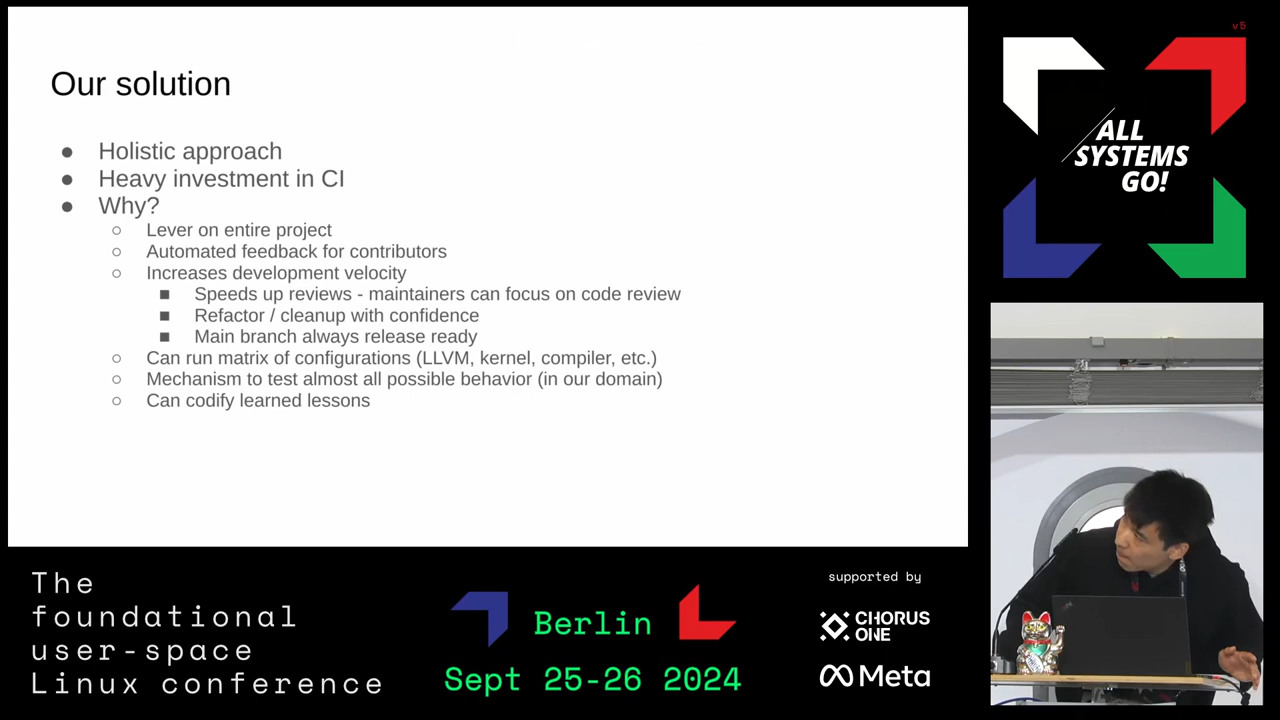 Our solution
● Holistic approach
● Heavy investment in CI
● Why?
○ Lever on entire project
○ Automated feedback for contributors
○ Increases development velocity
■ Speeds up reviews - maintainers can focus on code review
■ Refactor / cleanup with confidence
■ Main branch always release ready
○ Can run matrix of configurations (LLVM, kernel, compiler, etc.)
○ Mechanism to test almost all possible behavior (in our domain)
○ Can codify learned lessons
v5
ALL
SYSTEMS
GO!
The
foundational
user-space
Linux conference
Berlin
Sept 25-26 2024
supported by
CHORUS
ONE
Meta